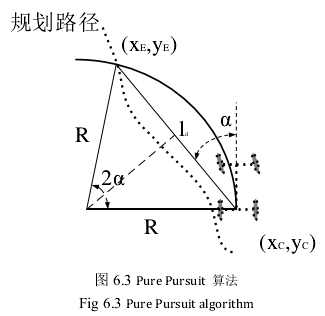 规划路径
(xE,yE)
α
R
ld
2α
R
(xC,yC)
图 6.3 Pure Pursuit 算法
Fig 6.3 Pure Pursuit algorithm